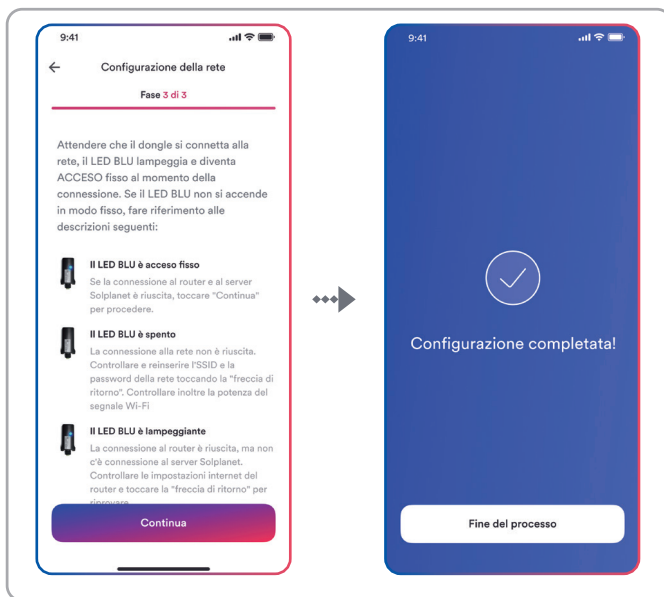 9:41
Configurazione della rete
Fase 3 di 3
Attendere che il dongle si connetta alla
rete, il LED BLU lampeggia e diventa
ACCESO fisso al momento della
connessione. Se il LED BLU non si accende
in modo fisso, fare riferimento alle
descrizioni seguenti:
Il LED BLU è acceso fisso
Se la connessione al router e al server
Solplanet è riuscita, toccare "Continua"
per procedere.
Il LED BLU è spento
La connessione alla rete non è riuscita.
Controllare e reinserire l'SSID e la
password della rete toccando la "freccia di
ritorno". Controllare inoltre la potenza del
segnale Wi-Fi
Il LED BLU è lampeggiante
La connessione al router è riuscita, ma non
c'è connessione al server Solplanet.
Controllare le impostazioni internet del
router e toccare la "freccia di ritorno" per
riprovare
Continua
9:41
Configurazione completata!
Fine del processo